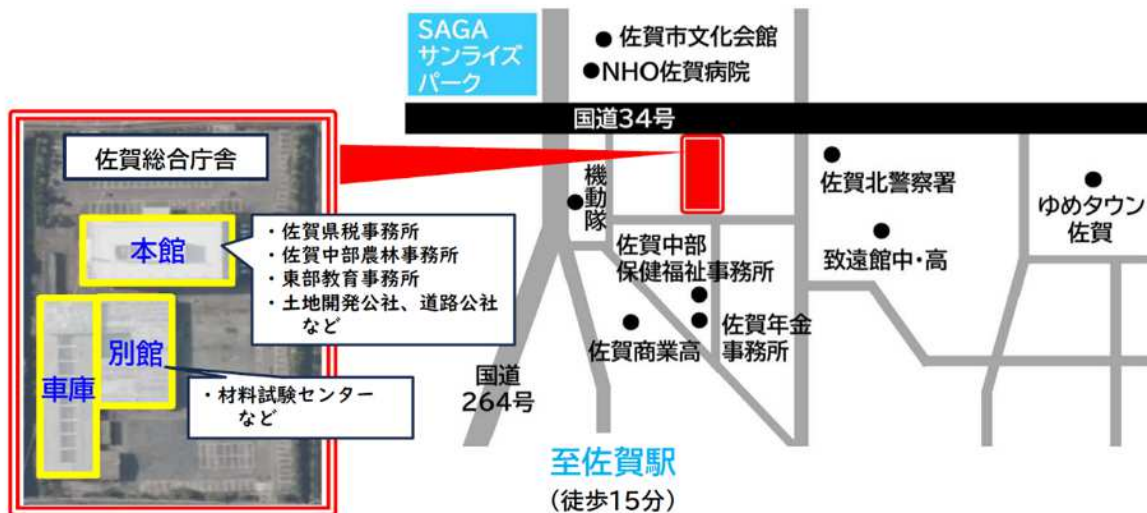 SAGA
サンライズ
パーク
佐賀市文化会館
NHO佐賀病院
国道34号
佐賀総合庁舎
本館
・佐賀県税事務所
・佐賀中部農林事務所
・東部教育事務所
・土地開発公社、道路公社
など
別館
車庫
・材料試験センター
など
機動隊
佐賀中部
保健福祉事務所
佐賀商業高
佐賀年金
事務所
佐賀北警察署
致遠館中・高
ゆめタウン
佐賀
国道
264号
至佐賀駅
(徒歩15分)